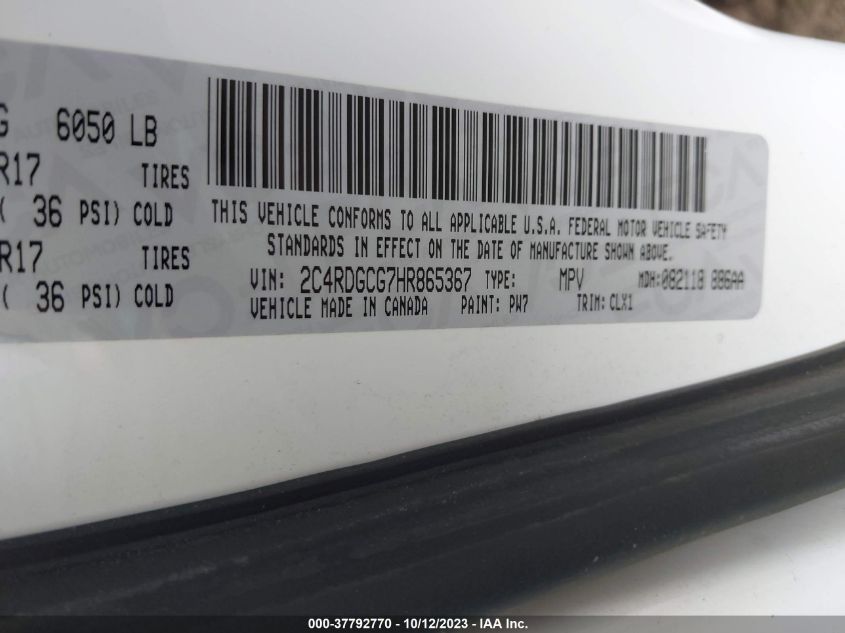 G 6050 LB
R17 TIRES
( 36 PSI) COLD
R17 TIRES
( 36 PSI) COLD
THIS VEHICLE CONFORMS TO ALL APPLICABLE U.S.A. FEDERAL MOTOR VEHICLE SAFETY
STANDARDS IN EFFECT ON THE DATE OF MANUFACTURE SHOWN ABOVE.
VIN: 2C4RDGCG7HR865367 TYPE: MPV MDH:082118 886AA
VEHICLE MADE IN CANADA PAINT: PW7 TRIM: CLX1
000-37792770 - 10/12/2023 - IAA Inc.